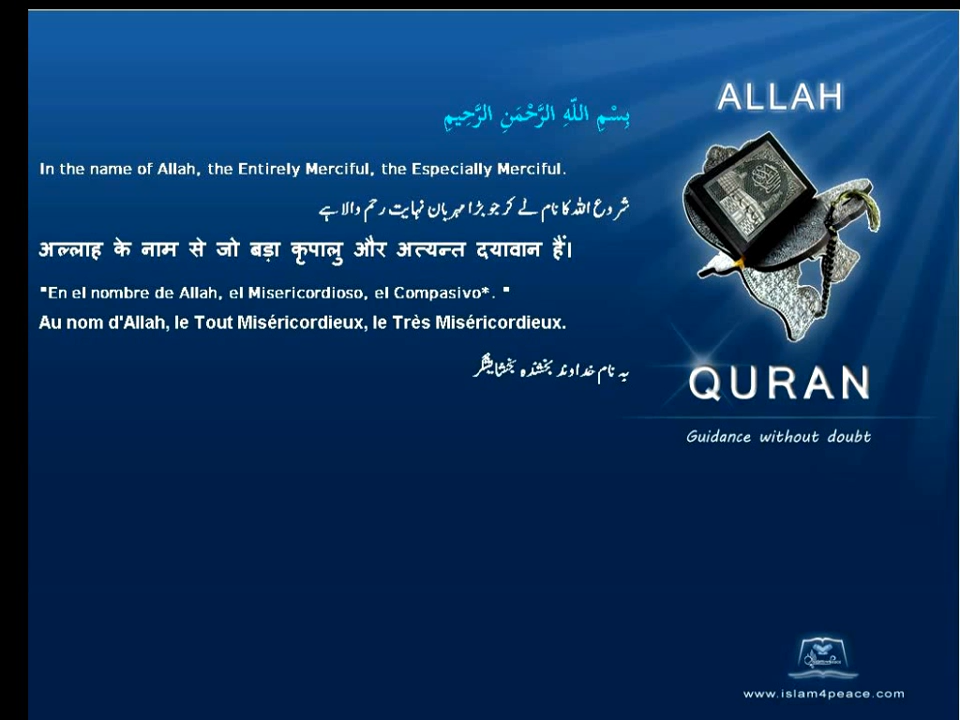 بِسْمِ اللَّهِ الرَّحْمَنِ الرَّحِيمِ
In the name of Allah, the Entirely Merciful, the Especially Merciful.
شروع الله کا نام لے کر جو بڑا مہربان نہایت رحم والا ہے
अल्लाह के नाम से जो बड़ा कृपालु और अत्यन्त दयावान हैं।
"En el nombre de Allah, el Misericordioso, el Compasivo*. "
Au nom d'Allah, le Tout Miséricordieux, le Très Miséricordieux.
به نام خداوند بخشنده بخشایشگر
ALLAH
QURAN
Guidance without doubt
www.islam4peace.com